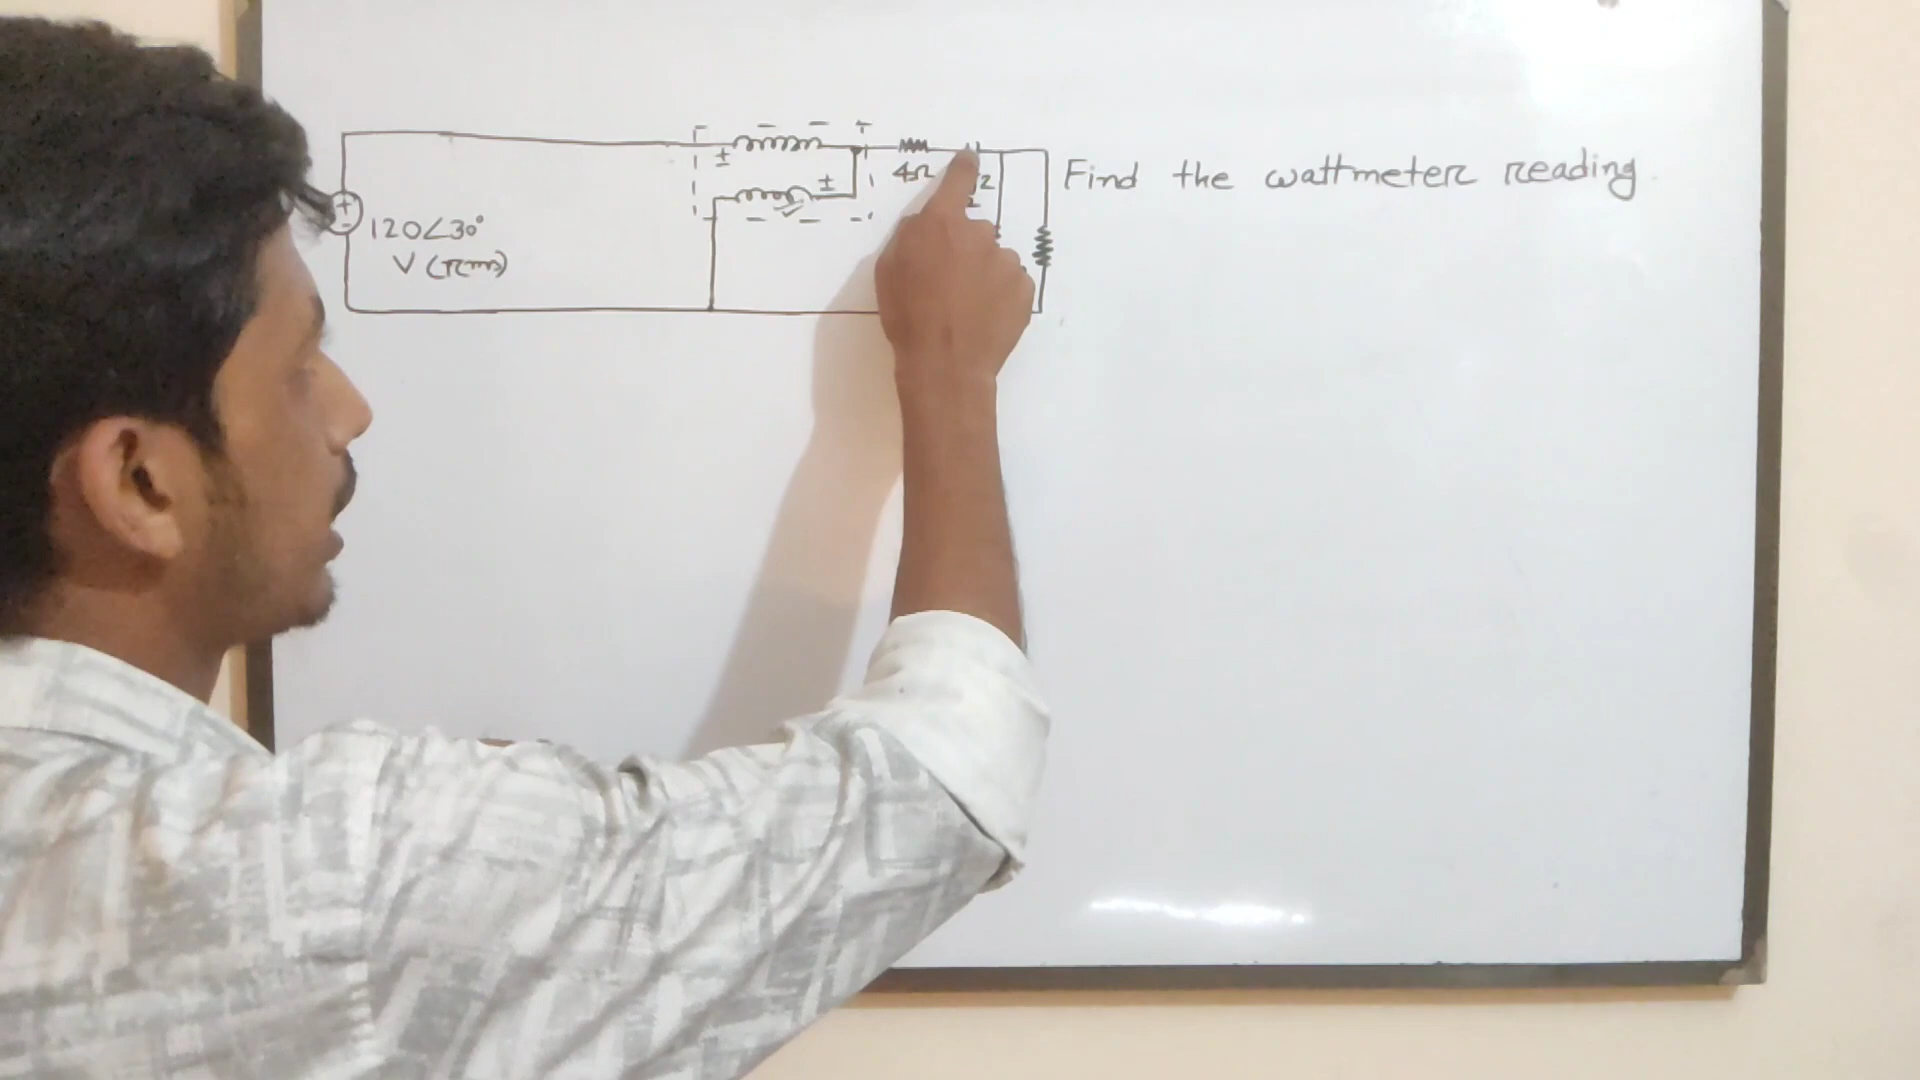 120∠30°
V (rms)
±
±
4Ω
Find the wattmeter reading.